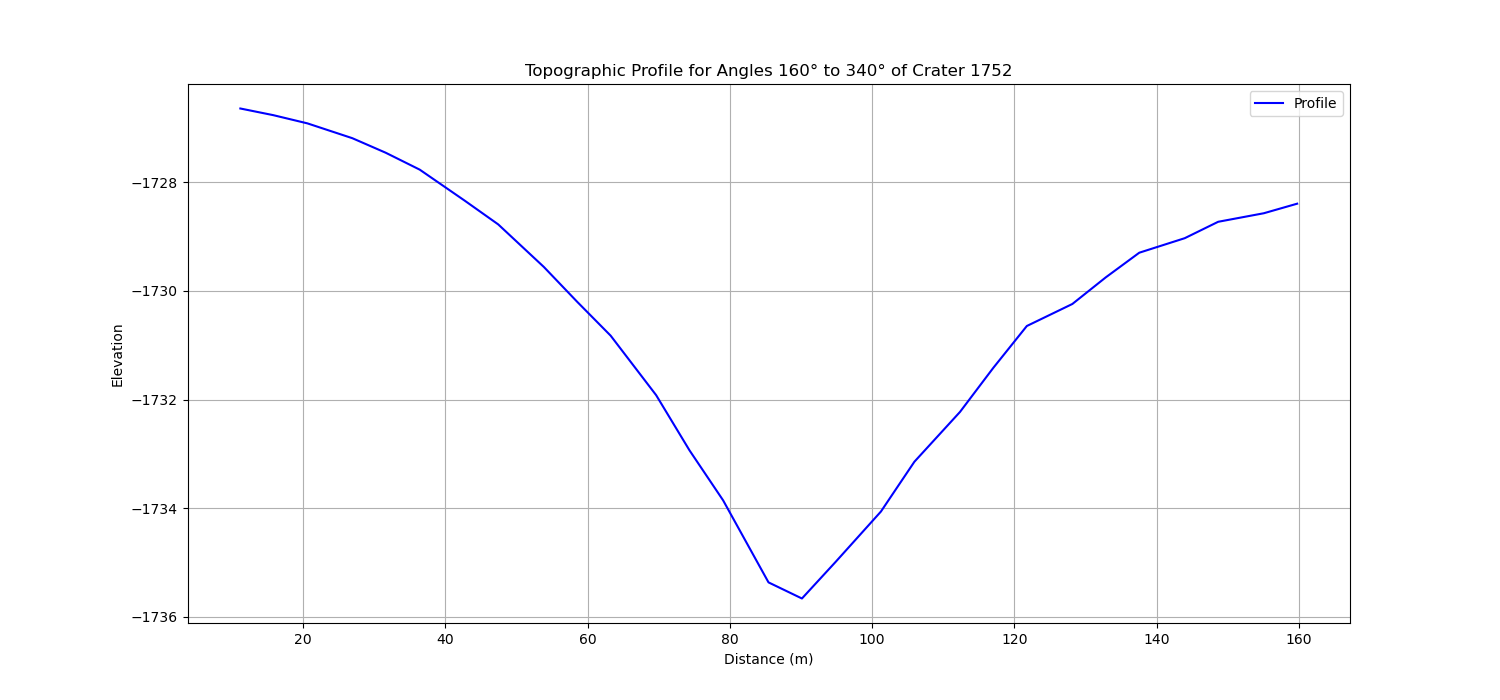 Topographic Profile for Angles 160° to 340° of Crater 1752
Profile
−1728
−1730
−1732
−1734
−1736
Elevation
20 40 60 80 100 120 140 160
Distance (m)